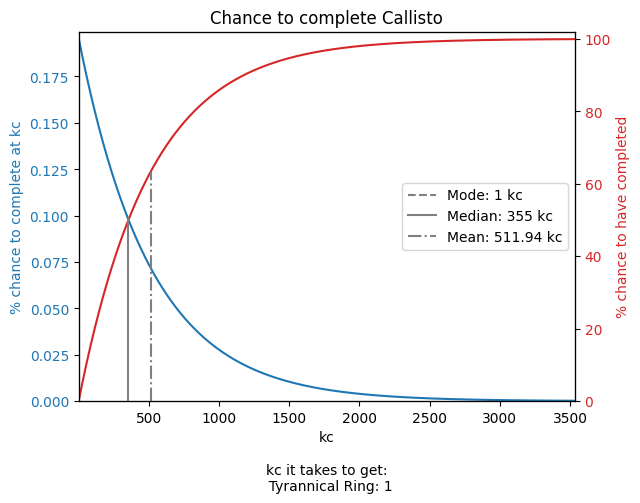 Chance to complete Callisto
% chance to complete at kc
0.175
0.150
0.125
0.100
0.075
0.050
0.025
0.000
100
80
60
40
20
0
% chance to have completed
Mode: 1 kc
Median: 355 kc
Mean: 511.94 kc
500 1000 1500 2000 2500 3000 3500
kc
kc it takes to get:
Tyrannical Ring: 1